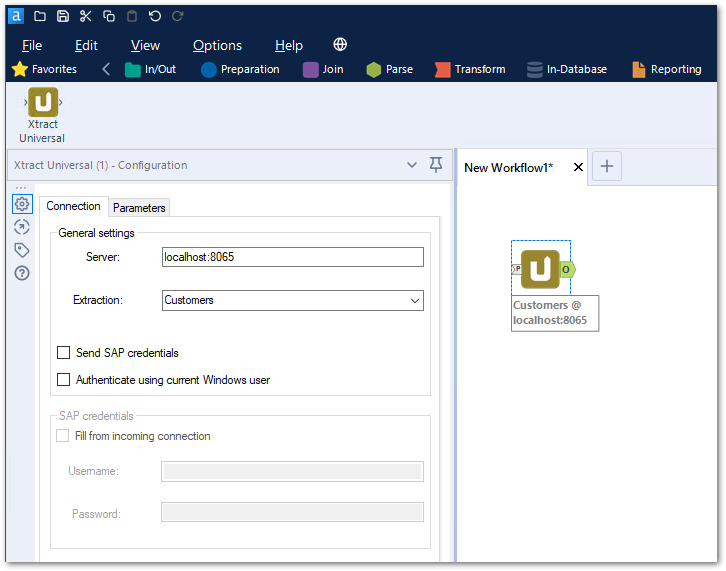 a
File Edit View Options Help
Favorites In/Out Preparation Join Parse Transform In-Database Reporting
U
Xtract
Universal
Xtract Universal (1) - Configuration
New Workflow1*
Connection Parameters
General settings
Server: localhost:8065
Extraction: Customers
Send SAP credentials
Authenticate using current Windows user
SAP credentials
Fill from incoming connection
Username:
Password:
P U O
Customers @
localhost:8065